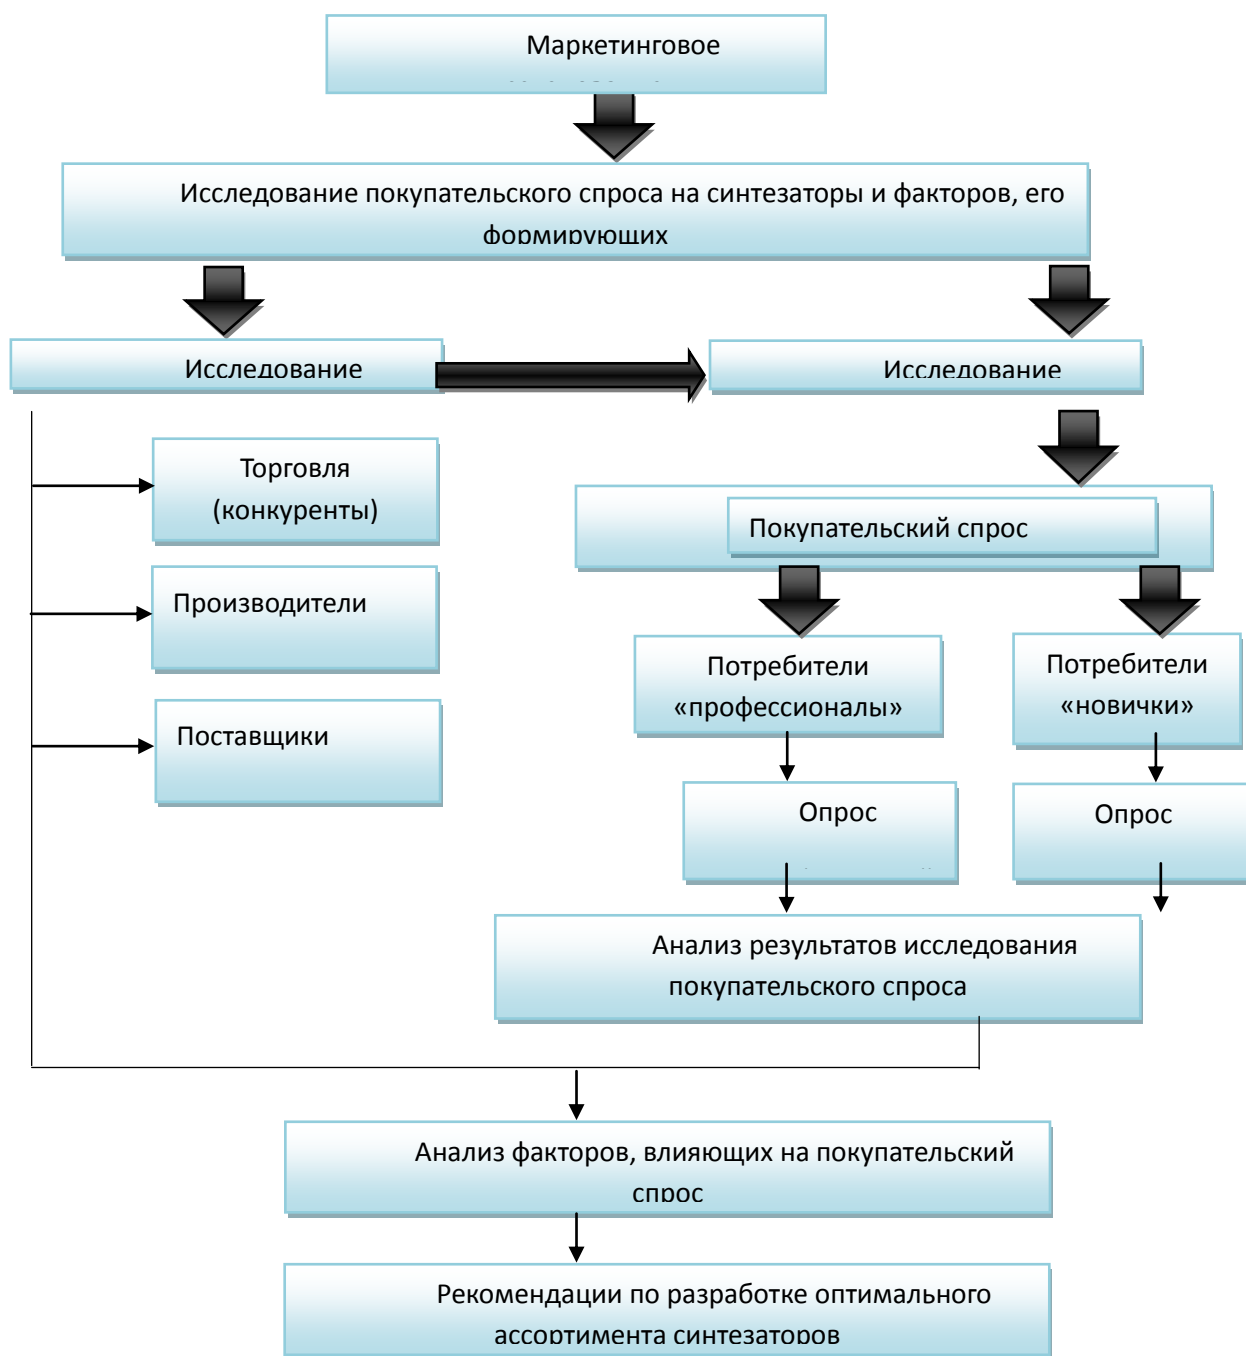 Маркетинговое
Исследование покупательского спроса на синтезаторы и факторов, его
формирующих
Исследование
Исследование
Торговля
(конкуренты)
Производители
Поставщики
Покупательский спрос
Потребители
«профессионалы»
Потребители
«новички»
Опрос
Опрос
Анализ результатов исследования
покупательского спроса
Анализ факторов, влияющих на покупательский
спрос
Рекомендации по разработке оптимального
ассортимента синтезаторов